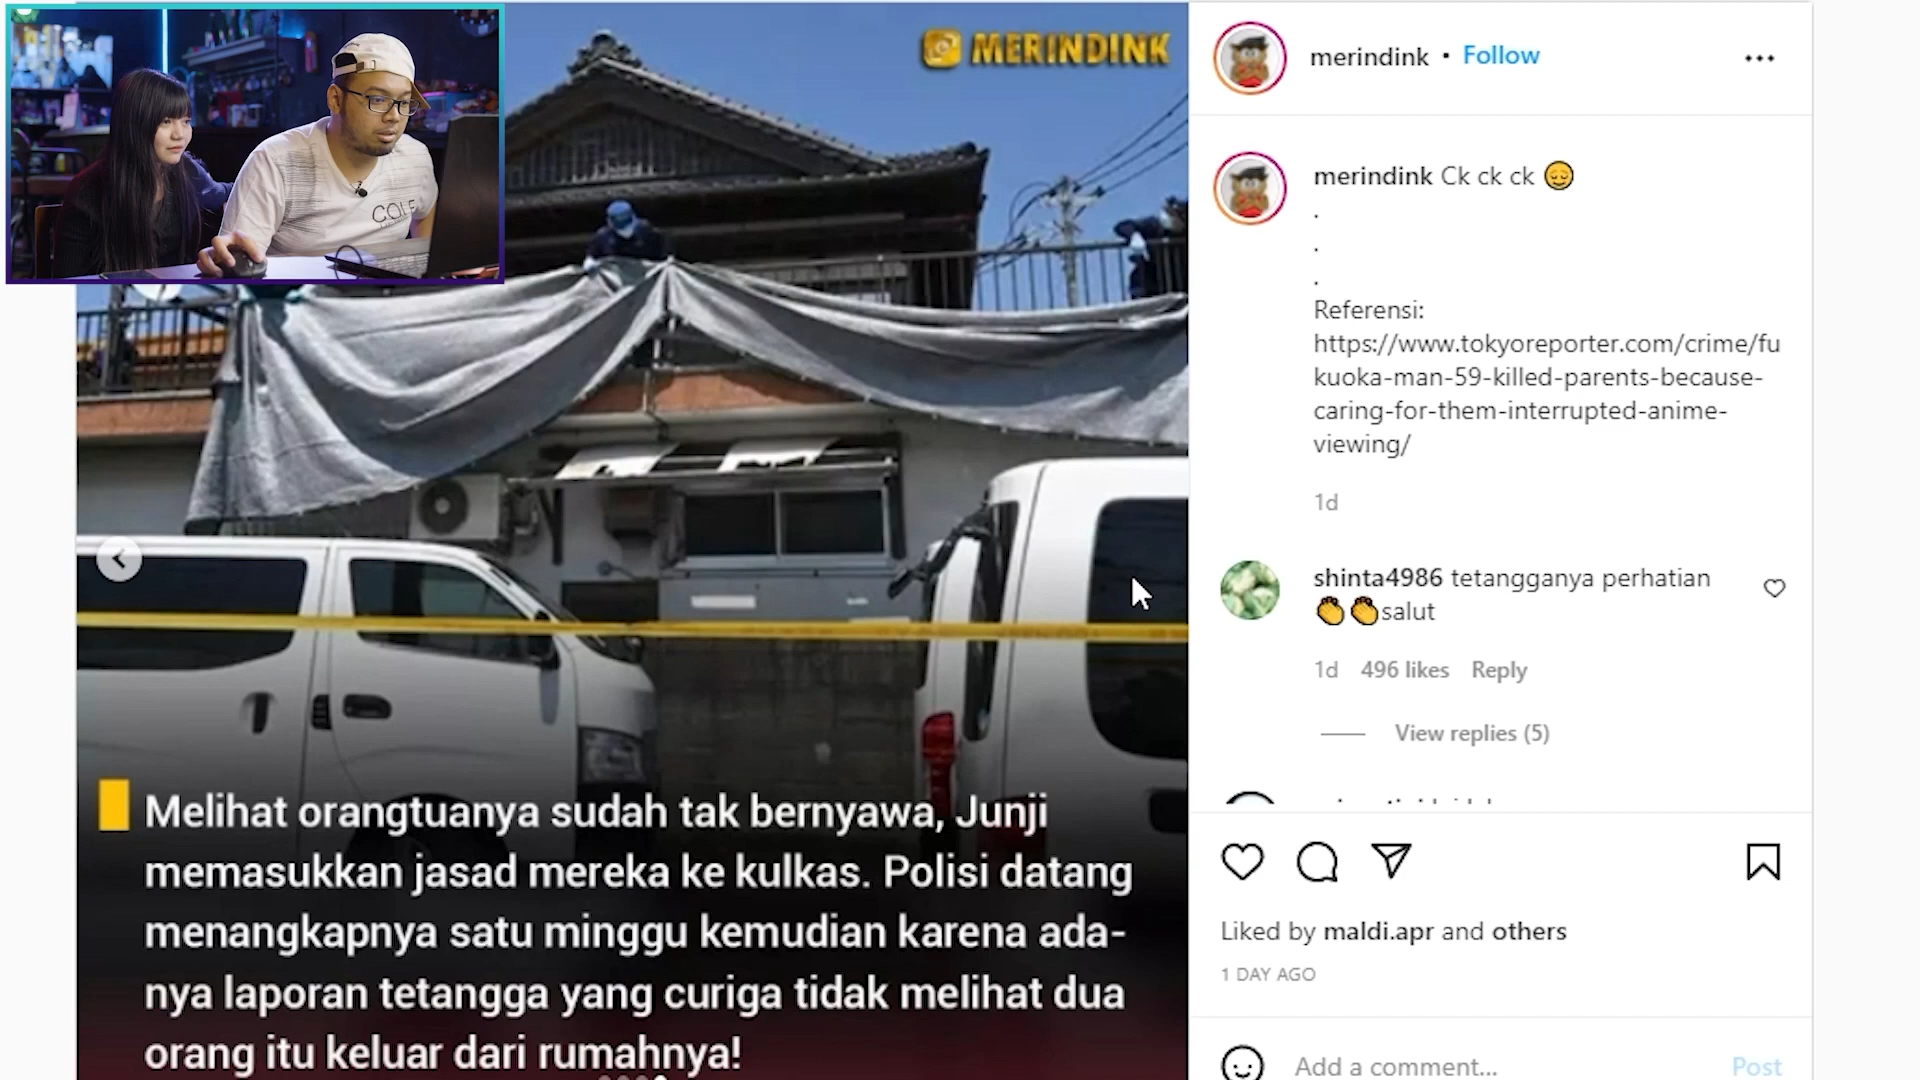 COLE
MERINDINK
Melihat orangtuanya sudah tak bernyawa, Junji
memasukkan jasad mereka ke kulkas. Polisi datang
menangkapnya satu minggu kemudian karena ada-
nya laporan tetangga yang curiga tidak melihat dua
orang itu keluar dari rumahnya!
merindink • Follow
merindink Ck ck ck 😌
.
.
.
Referensi:
https://www.tokyoreporter.com/crime/fu
kuoka-man-59-killed-parents-because-
caring-for-them-interrupted-anime-
viewing/
1d
shinta4986 tetangganya perhatian
👏👏salut
1d 496 likes Reply
View replies (5)
Liked by maldi.apr and others
1 DAY AGO
Add a comment... Post